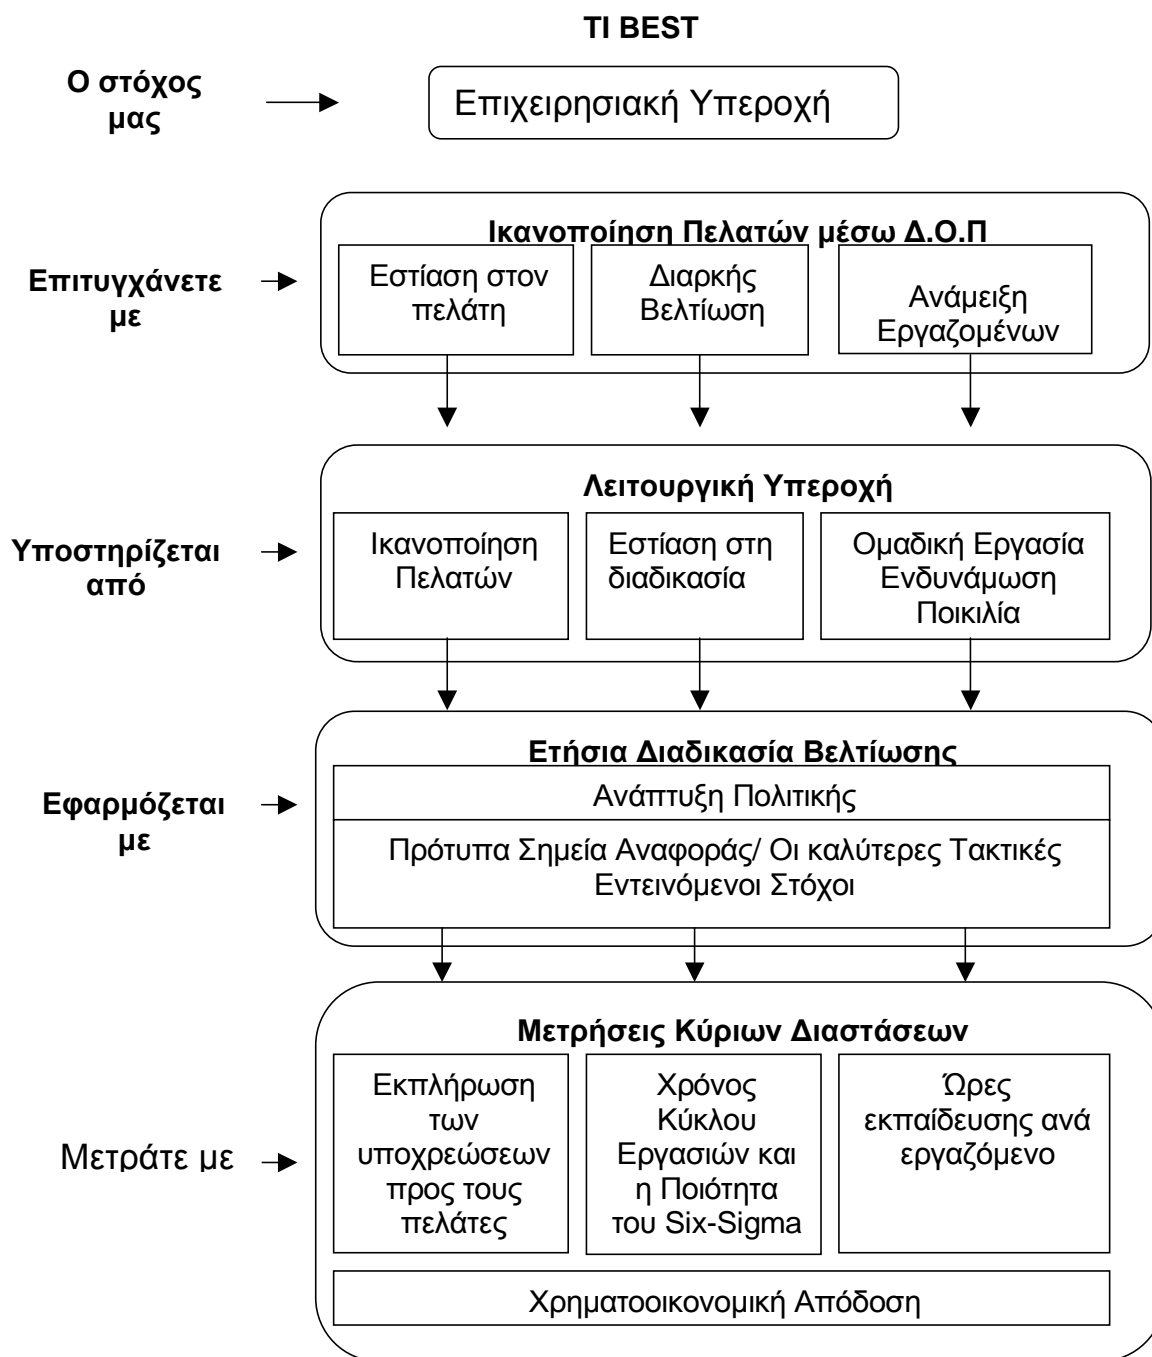 TI BEST
Ο στόχος
μας
Επιχειρησιακή Υπεροχή
Ικανοποίηση Πελατών μέσω Δ.Ο.Π
Επιτυγχάνετε
με
Εστίαση στον
πελάτη
Διαρκής
Βελτίωση
Ανάμειξη
Εργαζομένων
Λειτουργική Υπεροχή
Υποστηρίζεται
από
Ικανοποίηση
Πελατών
Εστίαση στη
διαδικασία
Ομαδική Εργασία
Ενδυνάμωση
Ποικιλία
Ετήσια Διαδικασία Βελτίωσης
Εφαρμόζεται
με
Ανάπτυξη Πολιτικής
Πρότυπα Σημεία Αναφοράς/ Οι καλύτερες Τακτικές
Εντεινόμενοι Στόχοι
Μετρήσεις Κύριων Διαστάσεων
Μετράτε με
Εκπλήρωση
των
υποχρεώσεων
προς τους
πελάτες
Χρόνος
Κύκλου
Εργασιών και
η Ποιότητα
του Six-Sigma
Ώρες
εκπαίδευσης ανά
εργαζόμενο
Χρηματοοικονομική Απόδοση